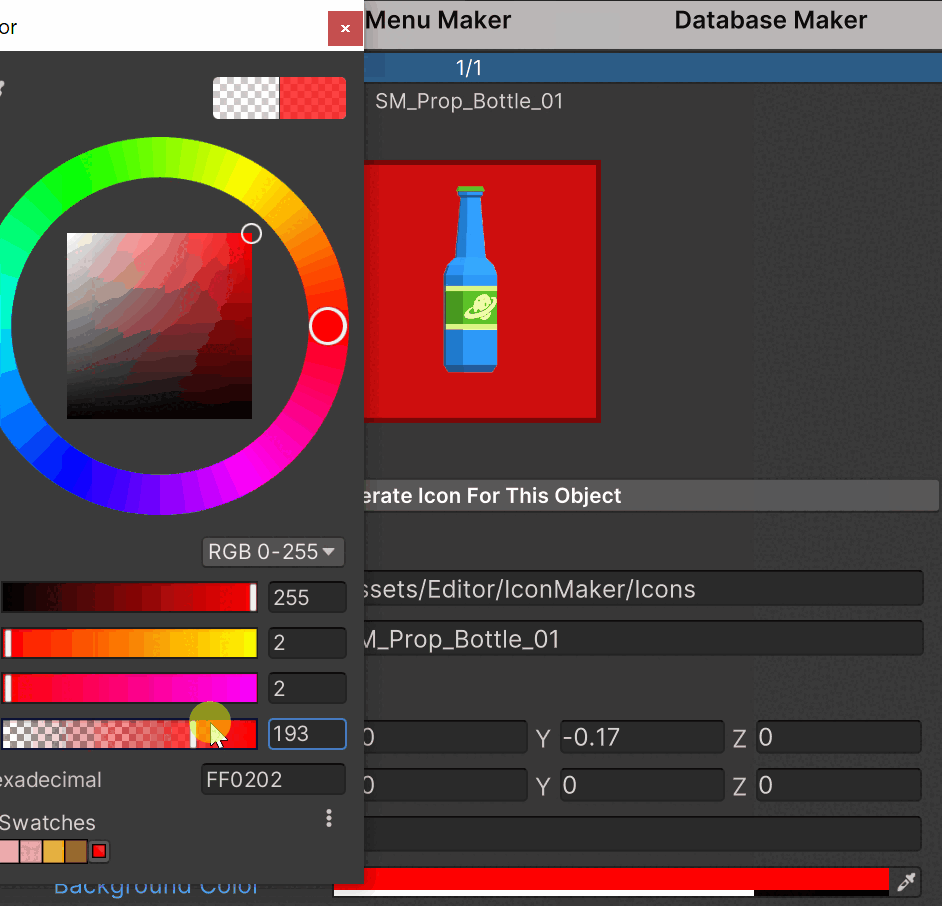 or
×
Menu Maker
Database Maker
1/1
SM_Prop_Bottle_01
erate Icon For This Object
RGB 0-255
255
2
2
193
exadecimal
FF0202
Swatches
ssets/Editor/IconMaker/Icons
M_Prop_Bottle_01
0 Y -0.17 Z 0
0 Y 0 Z 0
Background Color